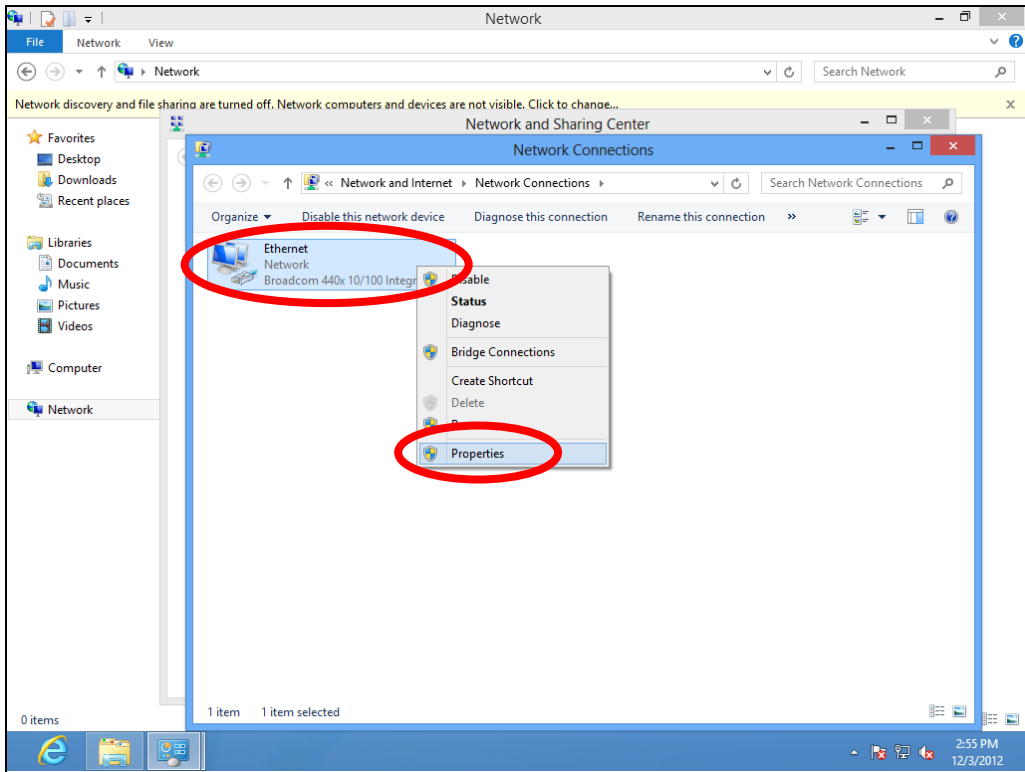 Network
File Network View
Network
Search Network
Network discovery and file sharing are turned off. Network computers and devices are not visible. Click to change...
Favorites
Desktop
Downloads
Recent places
Libraries
Documents
Music
Pictures
Videos
Computer
Network
0 items
Network and Sharing Center
Network Connections
« Network and Internet Network Connections
Search Network Connections
Organize Disable this network device Diagnose this connection Rename this connection »
Ethernet
Network
Broadcom 440x 10/100 Integr
Disable
Status
Diagnose
Bridge Connections
Create Shortcut
Delete
Properties
1 item 1 item selected
2:55 PM
12/3/2012